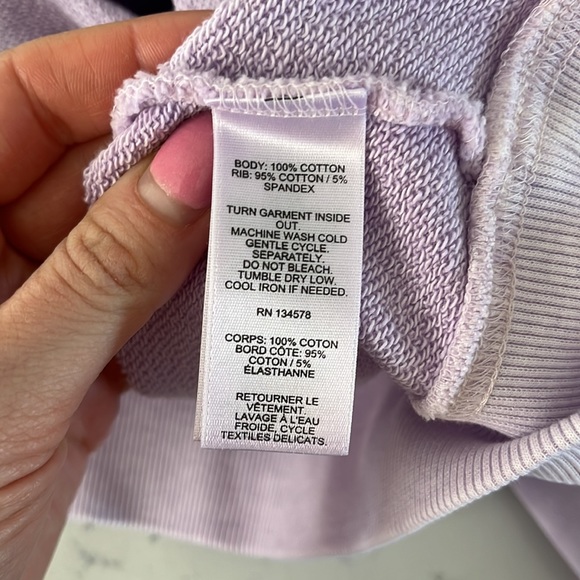 BODY: 100% COTTON
RIB: 95% COTTON / 5%
SPANDEX
TURN GARMENT INSIDE
OUT.
MACHINE WASH COLD
GENTLE CYCLE.
SEPARATELY.
DO NOT BLEACH.
TUMBLE DRY LOW.
COOL IRON IF NEEDED.
RN 134578
CORPS: 100% COTON
BORD CÔTE: 95%
COTON / 5%
ÉLASTHANNE
RETOURNER LE
VÊTEMENT.
LAVAGE À L'EAU
FROIDE, CYCLE
TEXTILES DELICATS.